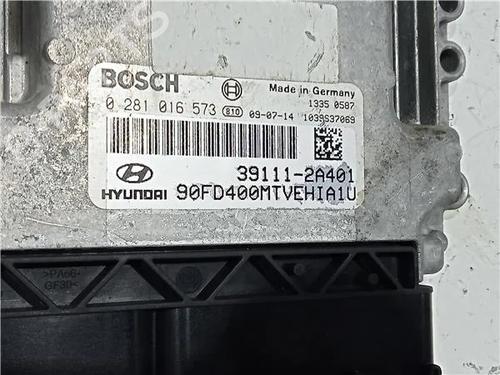 BOSCH
Made in Germany
0 281 016 573 E10 09-07-14
1335 0587
1039S37069
39111-2A401
HYUNDAI 90FD400MTVEHIA1U
>PA66-
GF30<